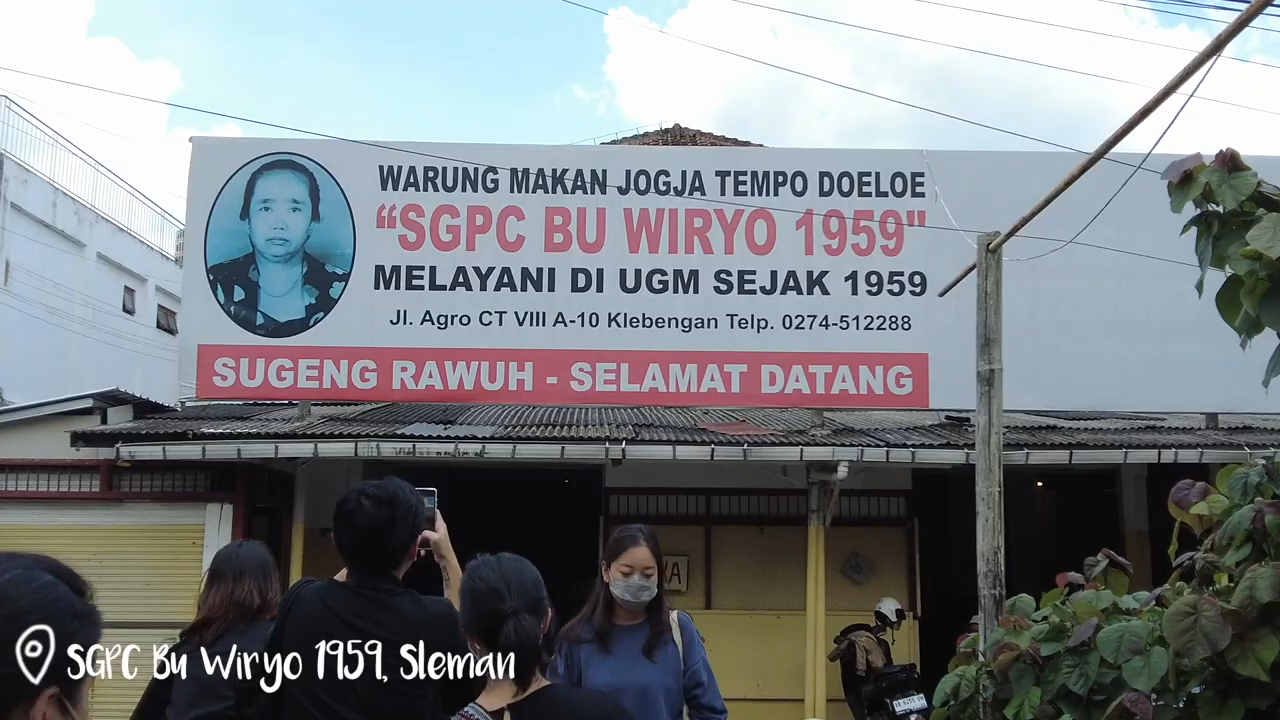 WARUNG MAKAN JOGJA TEMPO DOELOE
“SGPC BU WIRYO 1959"
MELAYANI DI UGM SEJAK 1959
Jl. Agro CT VIII A-10 Klebengan Telp. 0274-512288
SUGENG RAWUH - SELAMAT DATANG
SGPC Bu Wiryo 1959, Sleman